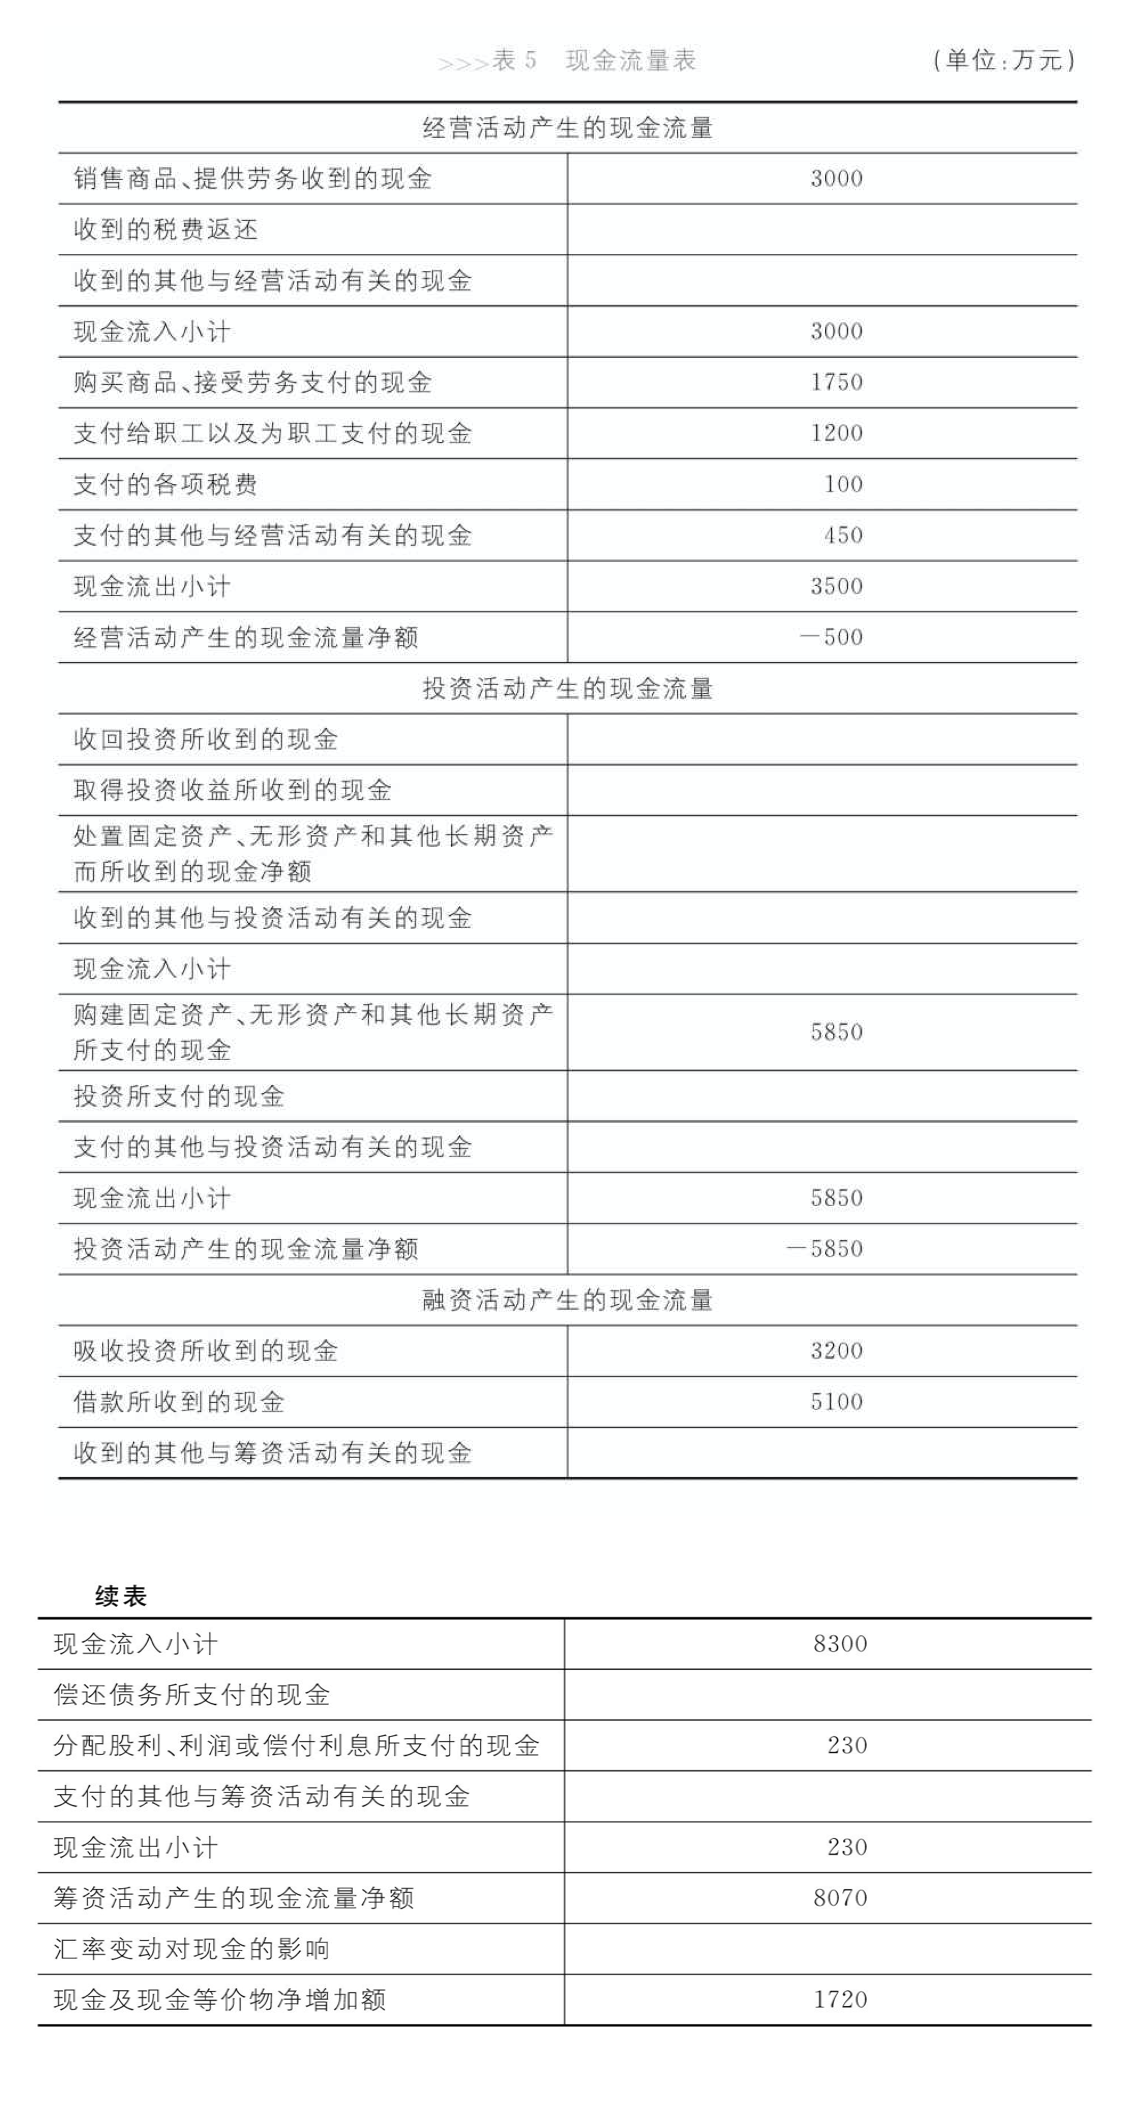 >>>表 5 现金流量表 (单位:万元)
经营活动产生的现金流量
销售商品、提供劳务收到的现金 3000
收到的税费返还
收到的其他与经营活动有关的现金
现金流入小计 3000
购买商品、接受劳务支付的现金 1750
支付给职工以及为职工支付的现金 1200
支付的各项税费 100
支付的其他与经营活动有关的现金 450
现金流出小计 3500
经营活动产生的现金流量净额 －500
投资活动产生的现金流量
收回投资所收到的现金
取得投资收益所收到的现金
处置固定资产、无形资产和其他长期资产
而所收到的现金净额
收到的其他与投资活动有关的现金
现金流入小计
购建固定资产、无形资产和其他长期资产
所支付的现金 5850
投资所支付的现金
支付的其他与投资活动有关的现金
现金流出小计 5850
投资活动产生的现金流量净额 －5850
融资活动产生的现金流量
吸收投资所收到的现金 3200
借款所收到的现金 5100
收到的其他与筹资活动有关的现金
续表
现金流入小计 8300
偿还债务所支付的现金
分配股利、利润或偿付利息所支付的现金 230
支付的其他与筹资活动有关的现金
现金流出小计 230
筹资活动产生的现金流量净额 8070
汇率变动对现金的影响
现金及现金等价物净增加额 1720